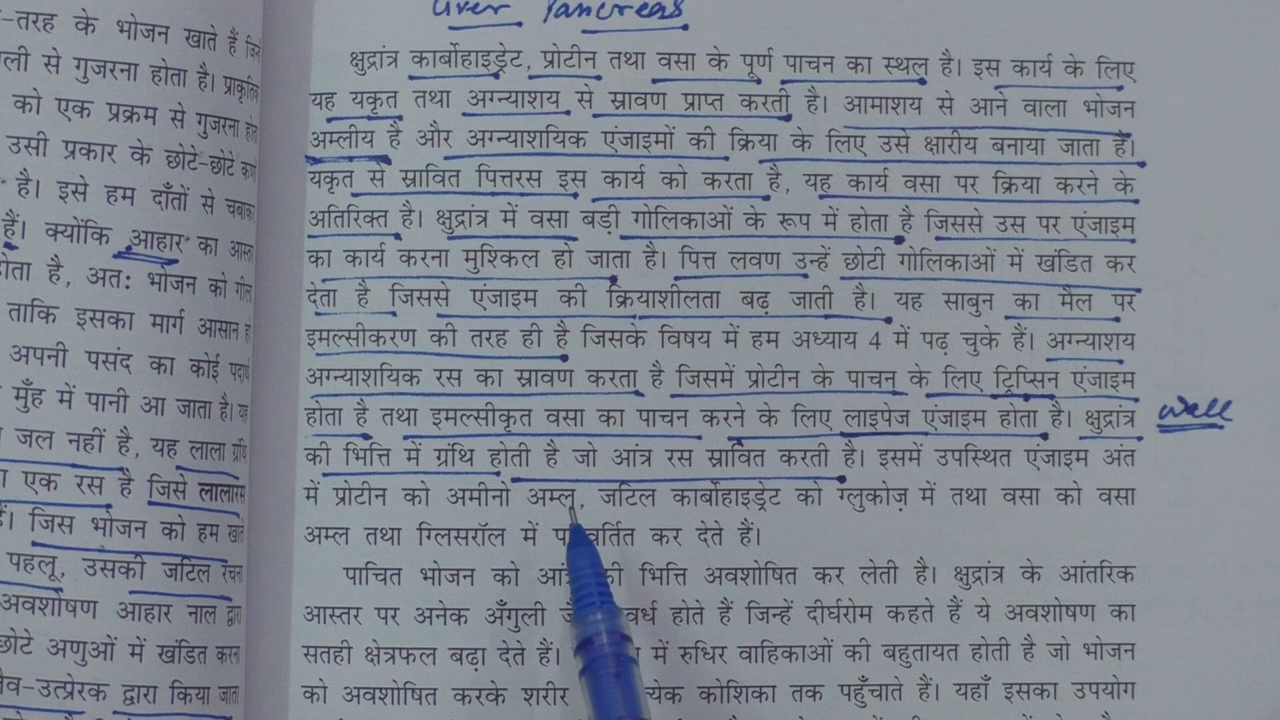 Liver Pancreas
-तरह के भोजन खाते हैं
ली से गुजरना होता है। प्राकृतिक
को एक प्रक्रम से गुजरना
उसी प्रकार के छोटे-छोटे
है। इसे हम दाँतों से चबाकर
हैं। क्योंकि आहार का
होता है, अतः भोजन को
ताकि इसका मार्ग आसान
अपनी पसंद का कोई
मुँह में पानी आ जाता है।
जल नहीं है, यह लाला ग्रंथि
एक रस है जिसे लालारस
जिस भोजन को हम
पहलू, उसकी जटिल रचना
अवशोषण आहार नाल द्वारा
छोटे अणुओं में खंडित करना
जैव-उत्प्रेरक द्वारा किया जाता
क्षुद्रांत्र कार्बोहाइड्रेट, प्रोटीन तथा वसा के पूर्ण पाचन का स्थल है। इस कार्य के लिए
यह यकृत तथा अग्न्याशय से स्रावण प्राप्त करती है। आमाशय से आने वाला भोजन
अम्लीय है और अग्न्याशयिक एंजाइमों की क्रिया के लिए उसे क्षारीय बनाया जाता है।
यकृत से स्रावित पित्तरस इस कार्य को करता है, यह कार्य वसा पर क्रिया करने के
अतिरिक्त है। क्षुद्रांत्र में वसा बड़ी गोलिकाओं के रूप में होता है जिससे उस पर एंजाइम
का कार्य करना मुश्किल हो जाता है। पित्त लवण उन्हें छोटी गोलिकाओं में खंडित कर
देता है जिससे एंजाइम की क्रियाशीलता बढ़ जाती है। यह साबुन का मैल पर
इमल्सीकरण की तरह ही है जिसके विषय में हम अध्याय 4 में पढ़ चुके हैं। अग्न्याशय
अग्न्याशयिक रस का स्रावण करता है जिसमें प्रोटीन के पाचन के लिए ट्रिप्सिन एंजाइम
होता है तथा इमल्सीकृत वसा का पाचन करने के लिए लाइपेज एंजाइम होता है। क्षुद्रांत्र wall
की भित्ति में ग्रंथि होती है जो आंत्र रस स्रावित करती है। इसमें उपस्थित एंजाइम अंत
में प्रोटीन को अमीनो अम्ल, जटिल कार्बोहाइड्रेट को ग्लुकोज़ में तथा वसा को वसा
अम्ल तथा ग्लिसरॉल में परिवर्तित कर देते हैं।
पाचित भोजन को आंत्र की भित्ति अवशोषित कर लेती है। क्षुद्रांत्र के आंतरिक
आस्तर पर अनेक अँगुली जैसे प्रवर्ध होते हैं जिन्हें दीर्घरोम कहते हैं ये अवशोषण का
सतही क्षेत्रफल बढ़ा देते हैं। में रुधिर वाहिकाओं की बहुतायत होती है जो भोजन
को अवशोषित करके शरीर प्रत्येक कोशिका तक पहुँचाते हैं। यहाँ इसका उपयोग